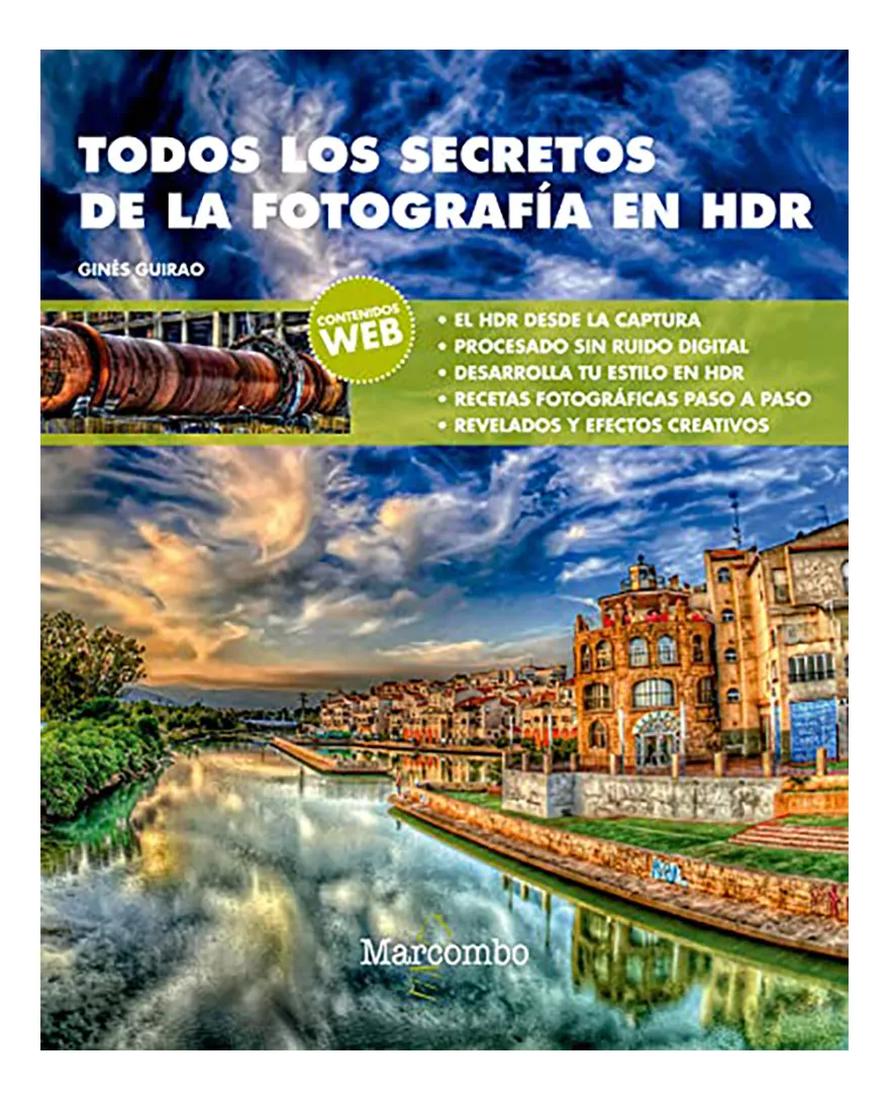 TODOS LOS SECRETOS
DE LA FOTOGRAFÍA EN HDR
GINÉS GUIRAO
CONTENIDOS
WEB
• EL HDR DESDE LA CAPTURA
• PROCESADO SIN RUIDO DIGITAL
• DESARROLLA TU ESTILO EN HDR
• RECETAS FOTOGRÁFICAS PASO A PASO
• REVELADOS Y EFECTOS CREATIVOS
Marcombo